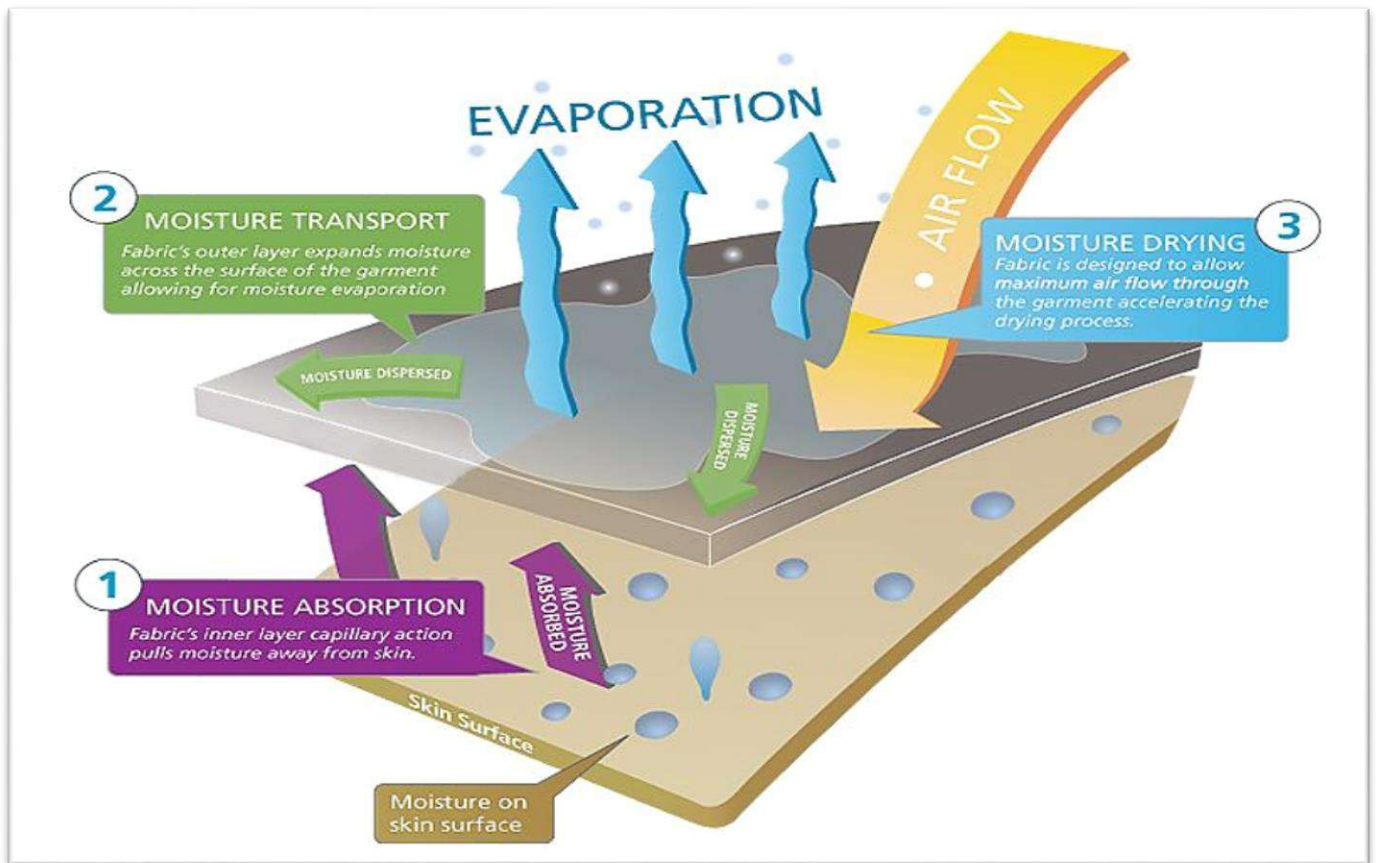 EVAPORATION
AIR FLOW
2
MOISTURE TRANSPORT
Fabric's outer layer expands moisture
across the surface of the garment
allowing for moisture evaporation
3
MOISTURE DRYING
Fabric is designed to allow
maximum air flow through
the garment accelerating the
drying process.
MOISTURE DISPERSED
MOISTURE
DISPERSED
1
MOISTURE ABSORPTION
Fabric's inner layer capillary action
pulls moisture away from skin.
MOISTURE
ABSORBED
Skin Surface
Moisture on
skin surface